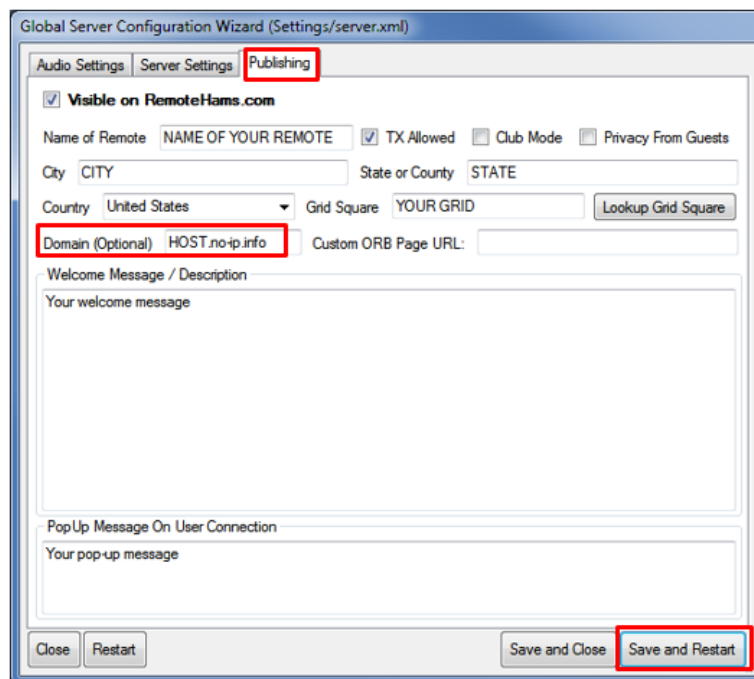 Global Server Configuration Wizard (Settings/server.xml)
Audio Settings Server Settings Publishing
Visible on RemoteHams.com
Name of Remote NAME OF YOUR REMOTE TX Allowed Club Mode Privacy From Guests
City CITY State or County STATE
Country United States Grid Square YOUR GRID Lookup Grid Square
Domain (Optional) HOST.no-ip.info Custom ORB Page URL:
Welcome Message / Description
Your welcome message
PopUp Message On User Connection
Your pop-up message
Close Restart Save and Close Save and Restart